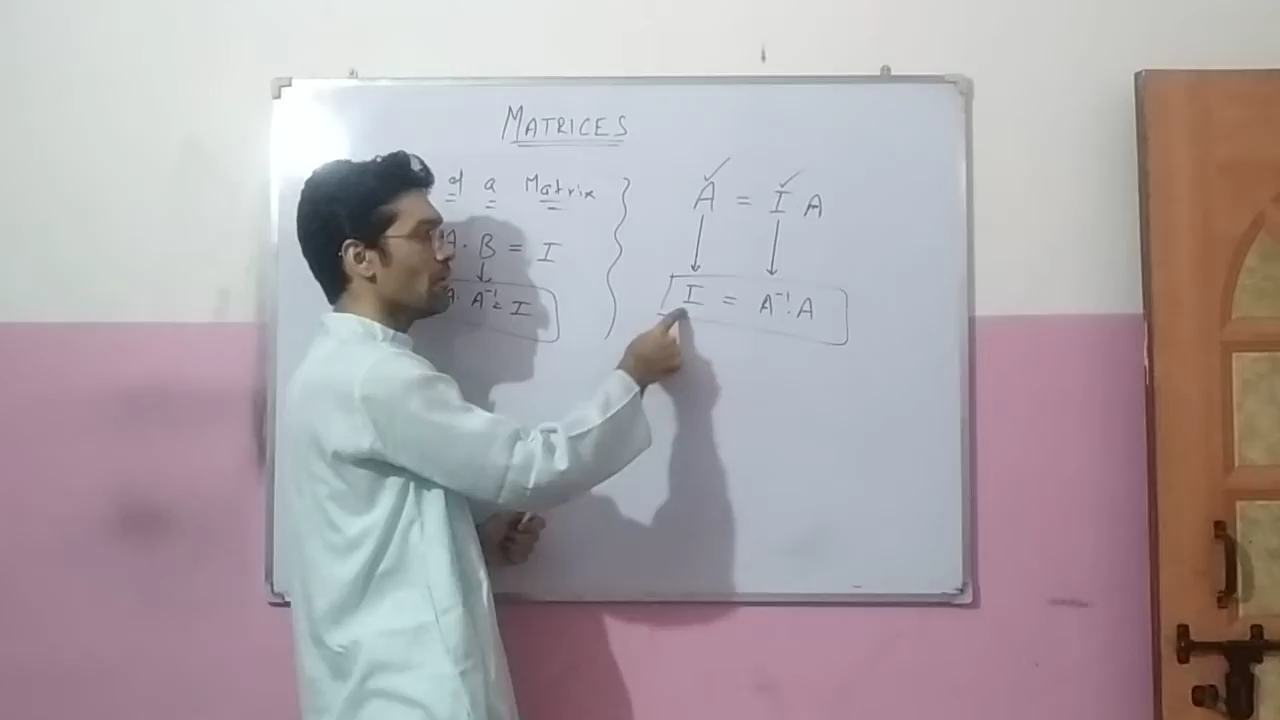 MATRICES
of a Matrix
A. B = I
A. A⁻¹ = I
A = I A
I = A⁻¹. A